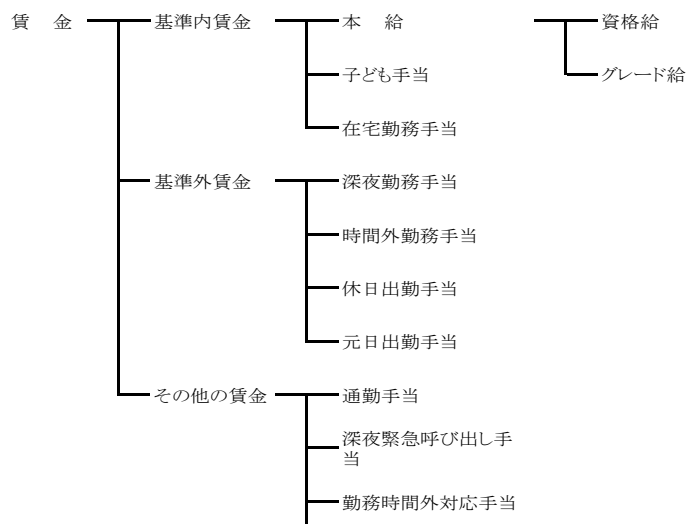 賃　金
基準内賃金
本　給
資格給
グレード給
子ども手当
在宅勤務手当
基準外賃金
深夜勤務手当
時間外勤務手当
休日出勤手当
元日出勤手当
その他の賃金
通勤手当
深夜緊急呼び出し手
当
勤務時間外対応手当